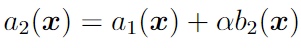 a₂(𝒙) = a₁(𝒙) + αb₂(𝒙)